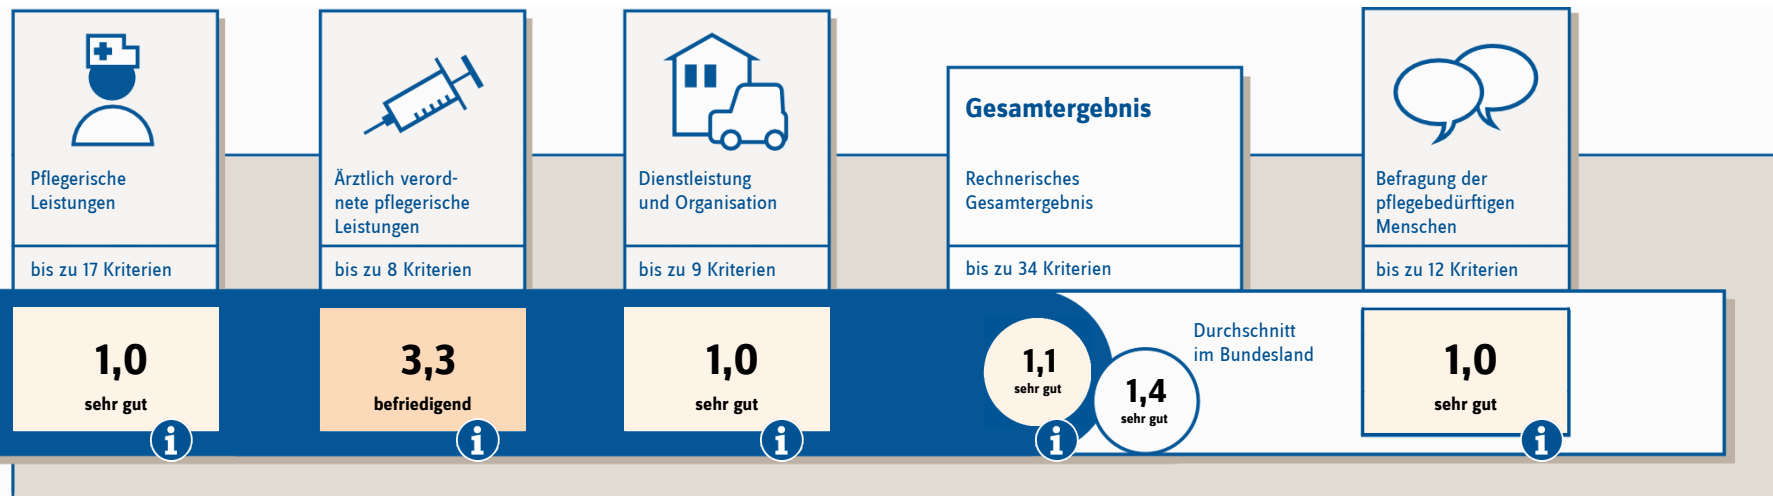 Pflegerische
Leistungen
bis zu 17 Kriterien
1,0
sehr gut
i
Ärztlich verord-
nete pflegerische
Leistungen
bis zu 8 Kriterien
3,3
befriedigend
i
Dienstleistung
und Organisation
bis zu 9 Kriterien
1,0
sehr gut
i
Gesamtergebnis
Rechnerisches
Gesamtergebnis
bis zu 34 Kriterien
1,1
sehr gut
i
1,4
sehr gut
Durchschnitt
im Bundesland
Befragung der
pflegebedürftigen
Menschen
bis zu 12 Kriterien
1,0
sehr gut
i